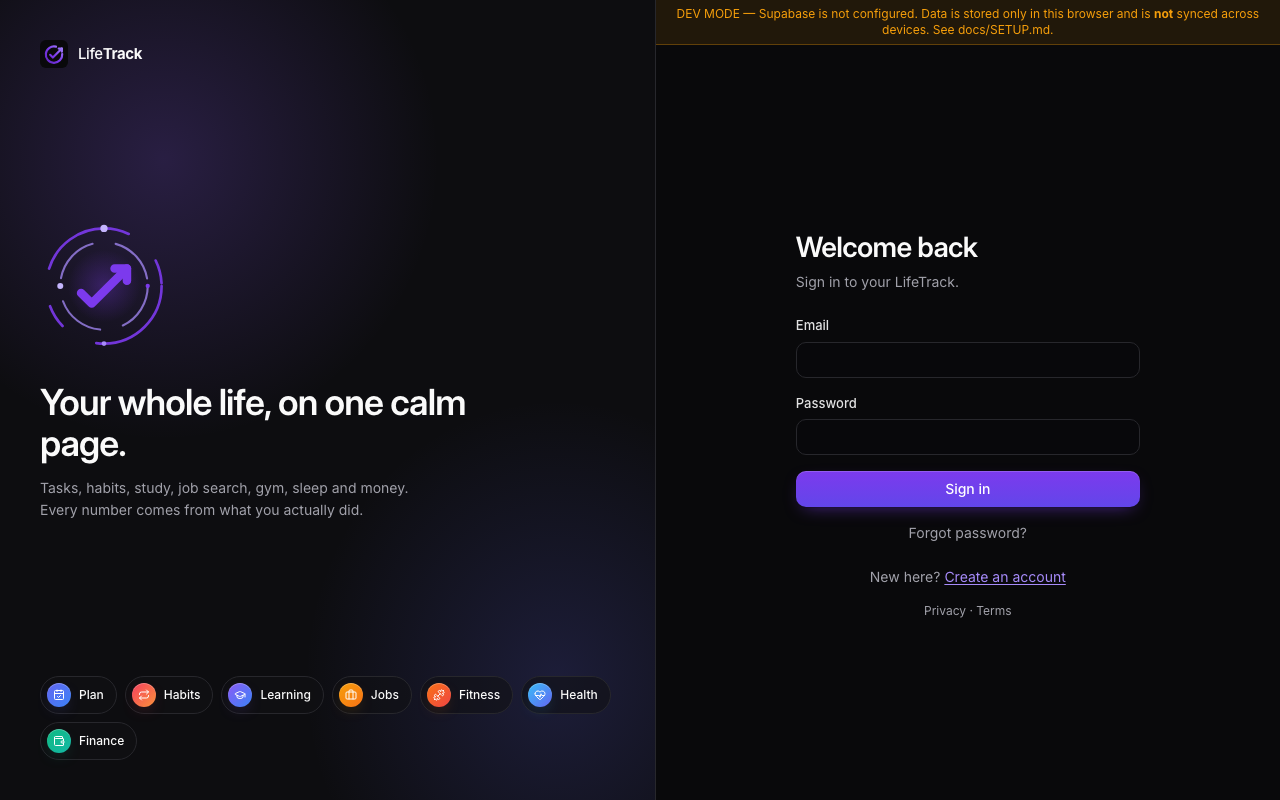 LifeTrack
Your whole life, on one calm
page.
Tasks, habits, study, job search, gym, sleep and money.
Every number comes from what you actually did.
Plan
Habits
Learning
Jobs
Fitness
Health
Finance
DEV MODE — Supabase is not configured. Data is stored only in this browser and is not synced across
devices. See docs/SETUP.md.
Welcome back
Sign in to your LifeTrack.
Email
Password
Sign in
Forgot password?
New here? Create an account
Privacy · Terms